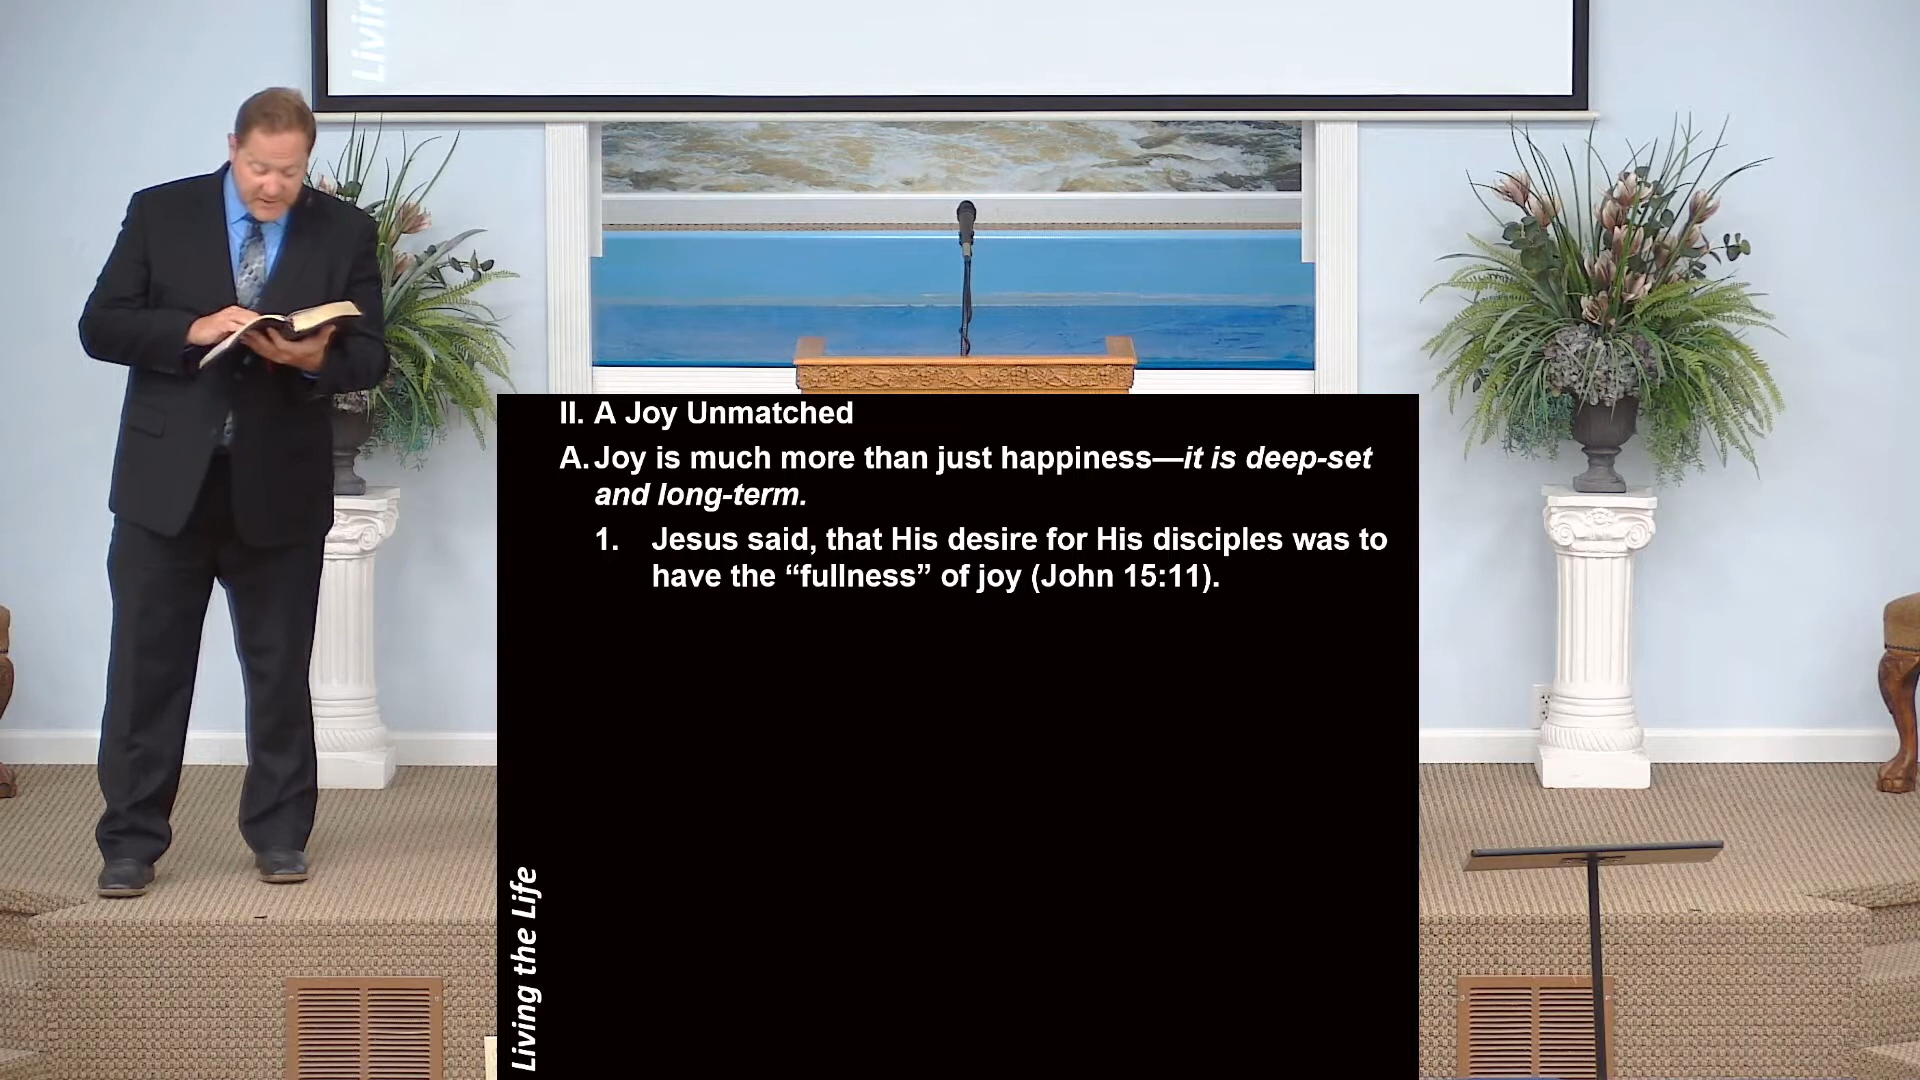 Livin
II. A Joy Unmatched
A. Joy is much more than just happiness—it is deep-set
and long-term.
1. Jesus said, that His desire for His disciples was to
have the “fullness” of joy (John 15:11).
Living the Life